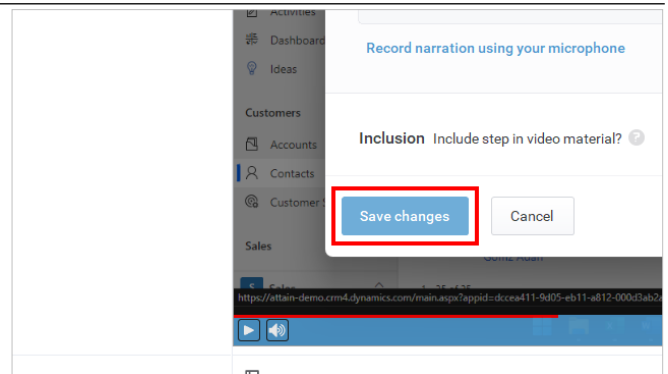 Activities
Dashboard
Record narration using your microphone
Ideas
Customers
Inclusion Include step in video material?
Accounts
Contacts
Customer
Save changes
Cancel
Sales
Sales
https://attain-demo.crm4.dynamics.com/main.aspx?appid=dccea411-9d05-eb11-a812-000d3ab2a